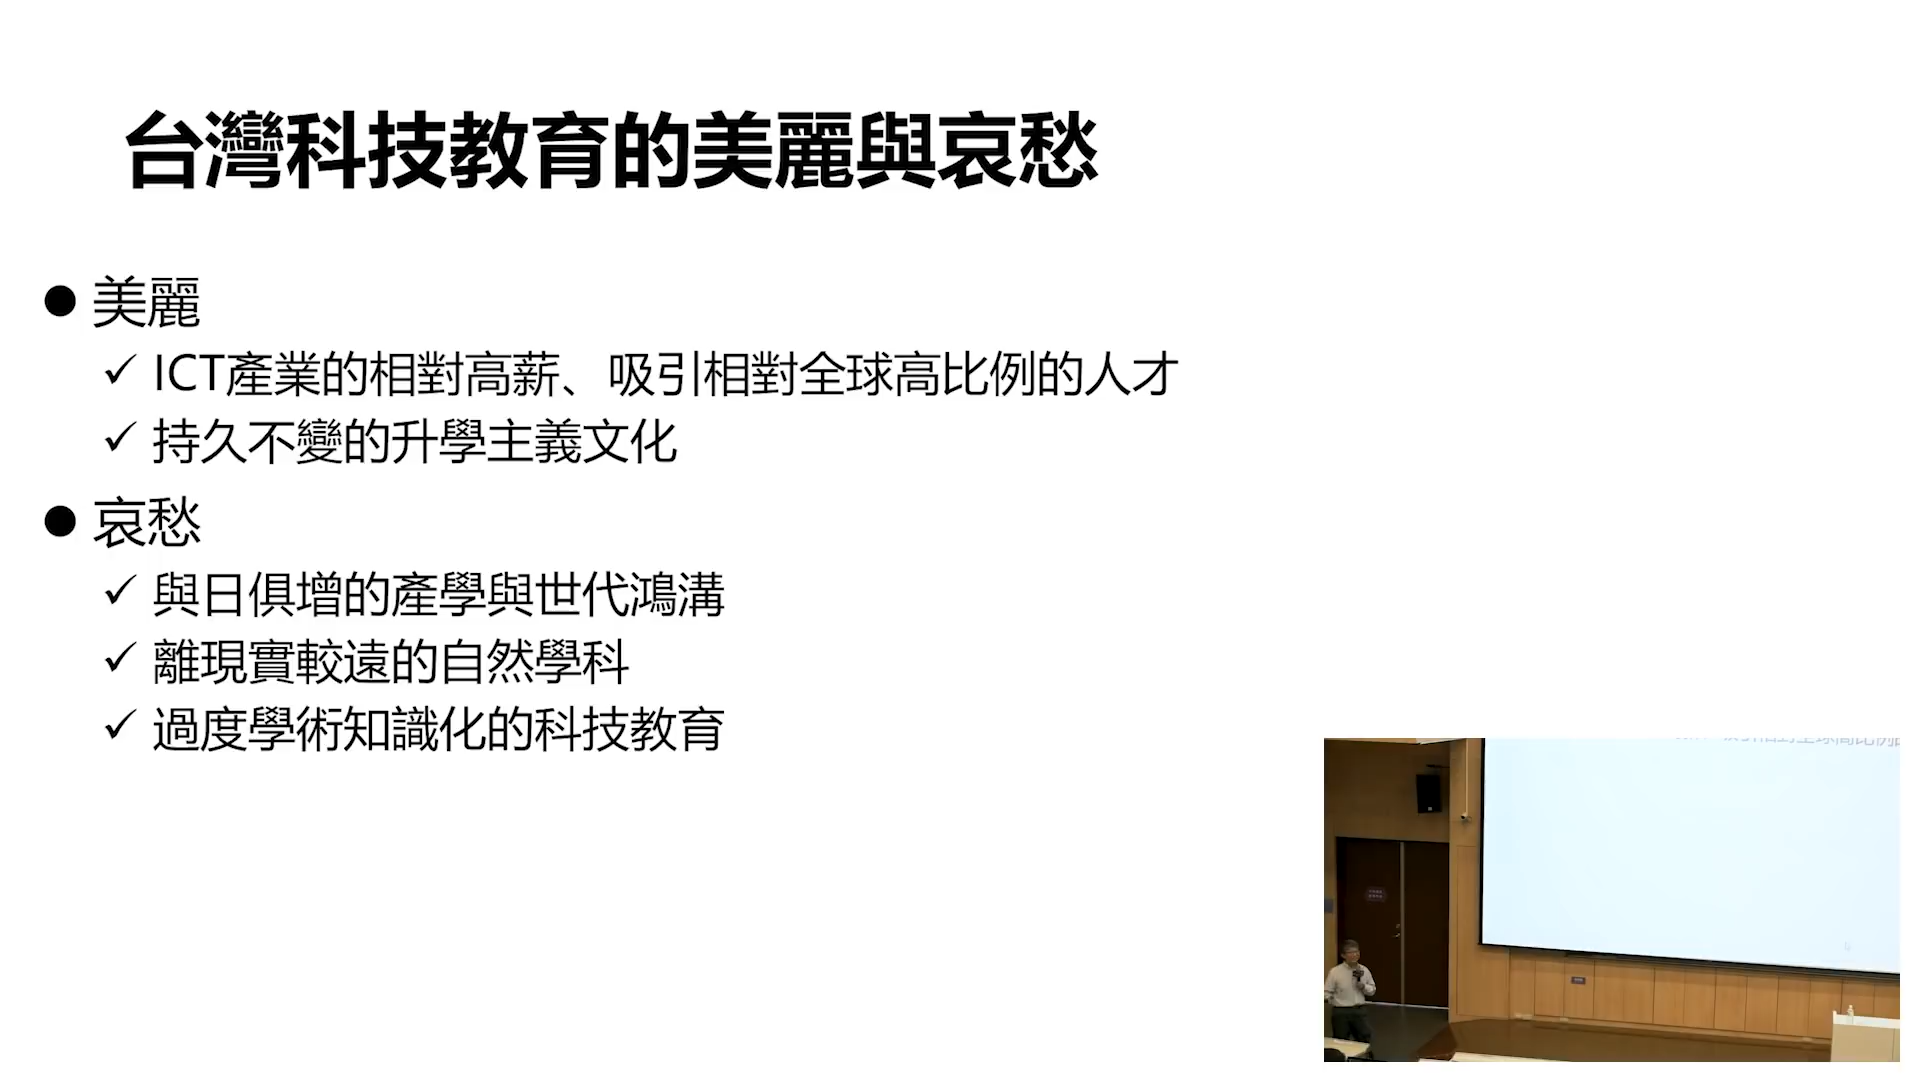 台灣科技教育的美麗與哀愁
● 美麗
✓ ICT產業的相對高薪、吸引相對全球高比例的人才
✓ 持久不變的升學主義文化
● 哀愁
✓ 與日俱增的產學與世代鴻溝
✓ 離現實較遠的自然學科
✓ 過度學術知識化的科技教育